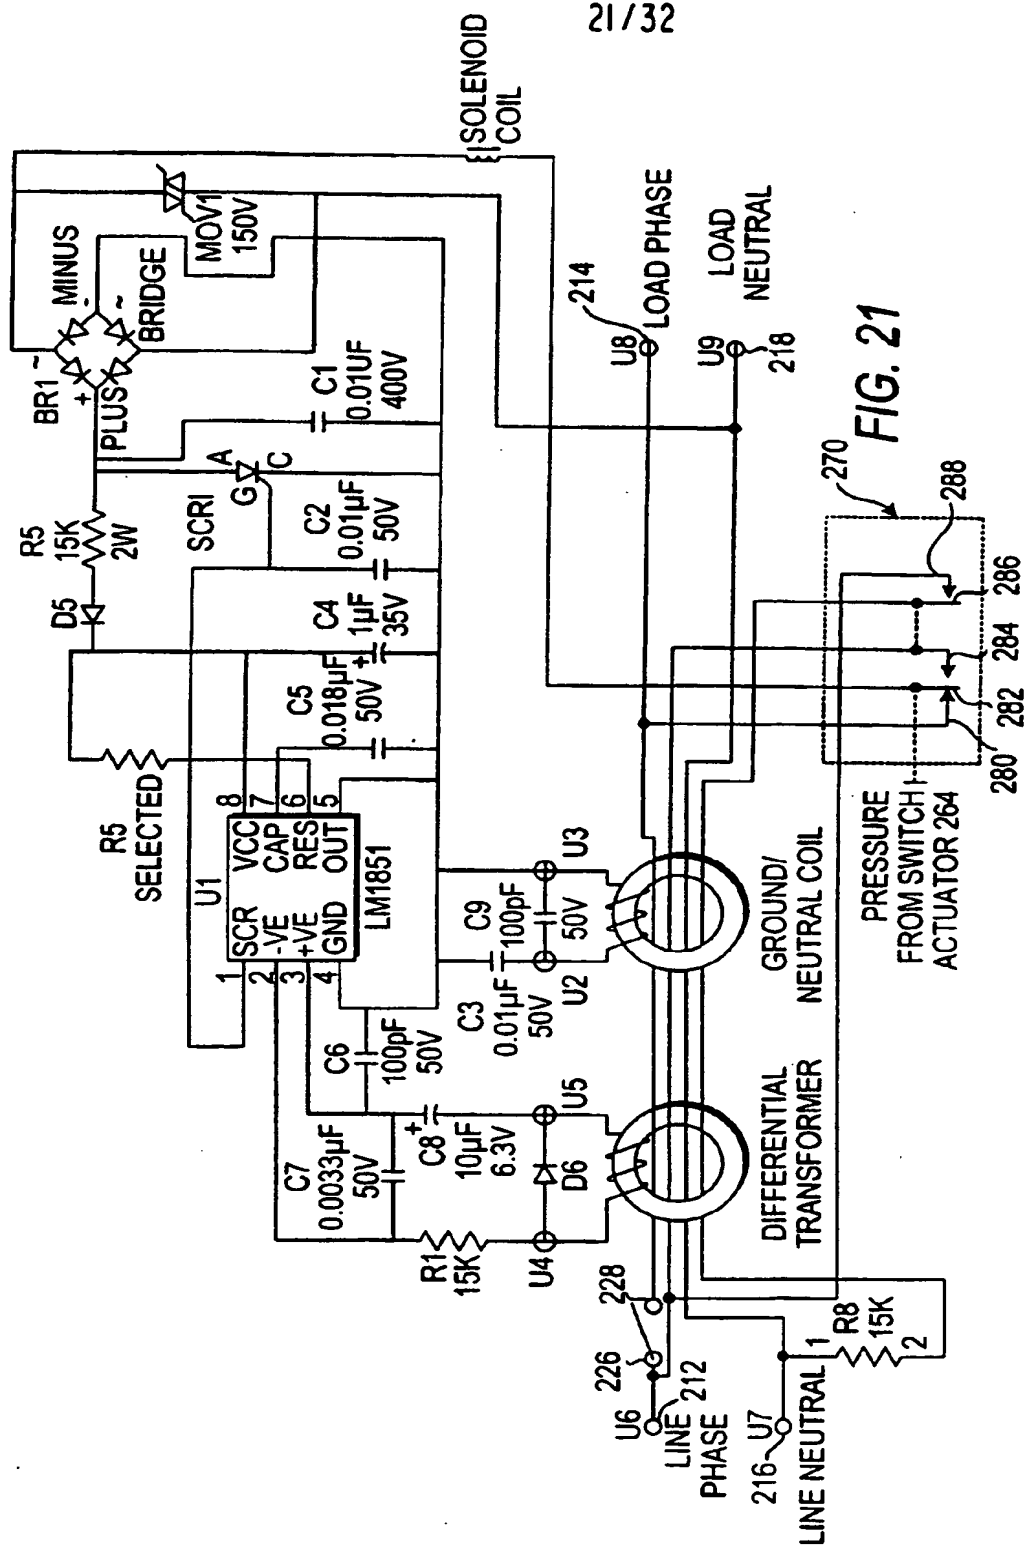 21/32
SOLENOID
COIL
MOV1
150V
MINUS
-
~
BRIDGE
~
BR1
+
PLUS
C1
0.01UF
400V
R5
15K
2W
SCRI
A
G
C
D5
C2
0.01µF
50V
C4
1µF
35V
+
C5
0.018µF
50V
R5
SELECTED
U1
SCR
-VE
+VE
GND
VCC
CAP
RES
OUT
1
2
3
4
8
7
6
5
LM1851
C6
100pF
50V
C7
0.0033µF
50V
+
C8
10µF
6.3V
R1
15K
U4
D6
U5
C3
0.01µF
50V
C9
100pF
50V
U2
U3
DIFFERENTIAL
TRANSFORMER
GROUND/
NEUTRAL COIL
U8
214
LOAD PHASE
U9
218
LOAD
NEUTRAL
U6
212
LINE
PHASE
226
228
U7
216
LINE NEUTRAL
1
R8
15K
2
PRESSURE
FROM SWITCH
ACTUATOR 264
270
280
282
284
286
288
FIG. 21